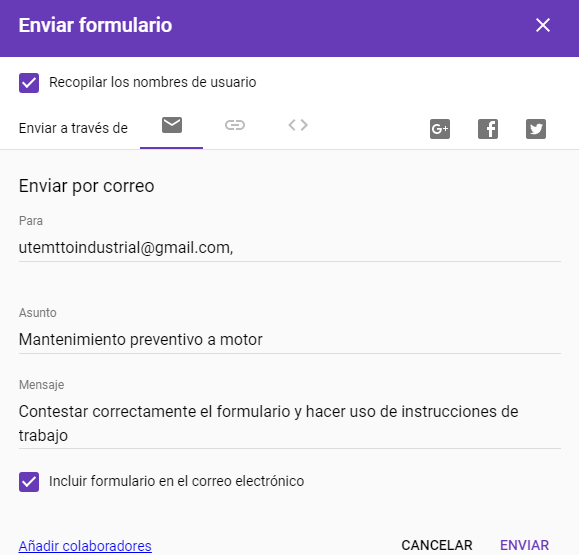 Enviar formulario
Recopilar los nombres de usuario
Enviar a través de
G+
Enviar por correo
Para
utemttoindustrial@gmail.com,
Asunto
Mantenimiento preventivo a motor
Mensaje
Contestar correctamente el formulario y hacer uso de instrucciones de
trabajo
Incluir formulario en el correo electrónico
Añadir colaboradores CANCELAR ENVIAR